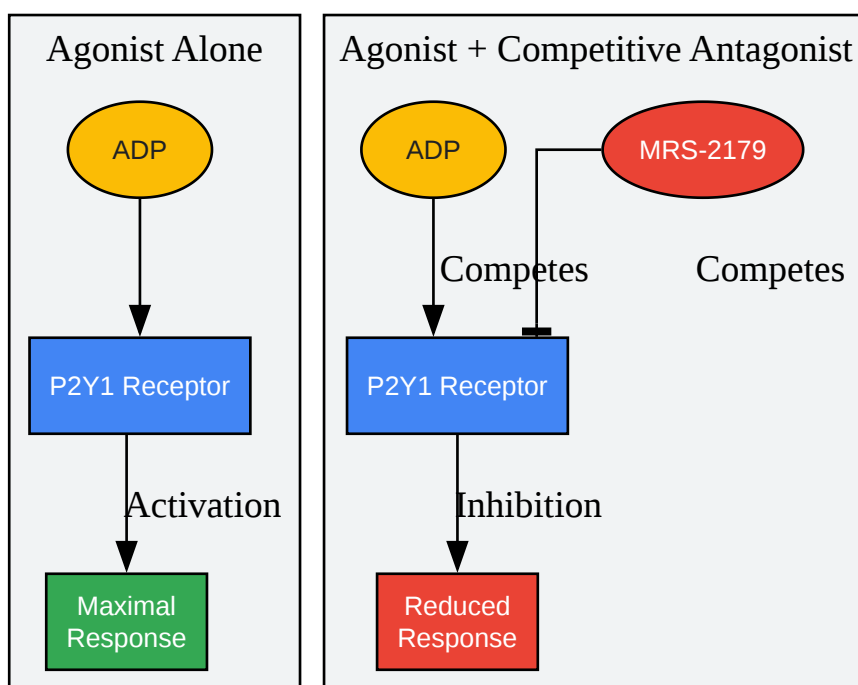 Agonist Alone
ADP
P2Y1 Receptor
Activation
Maximal
Response
Agonist + Competitive Antagonist
ADP
MRS-2179
Competes
Competes
P2Y1 Receptor
Inhibition
Reduced
Response